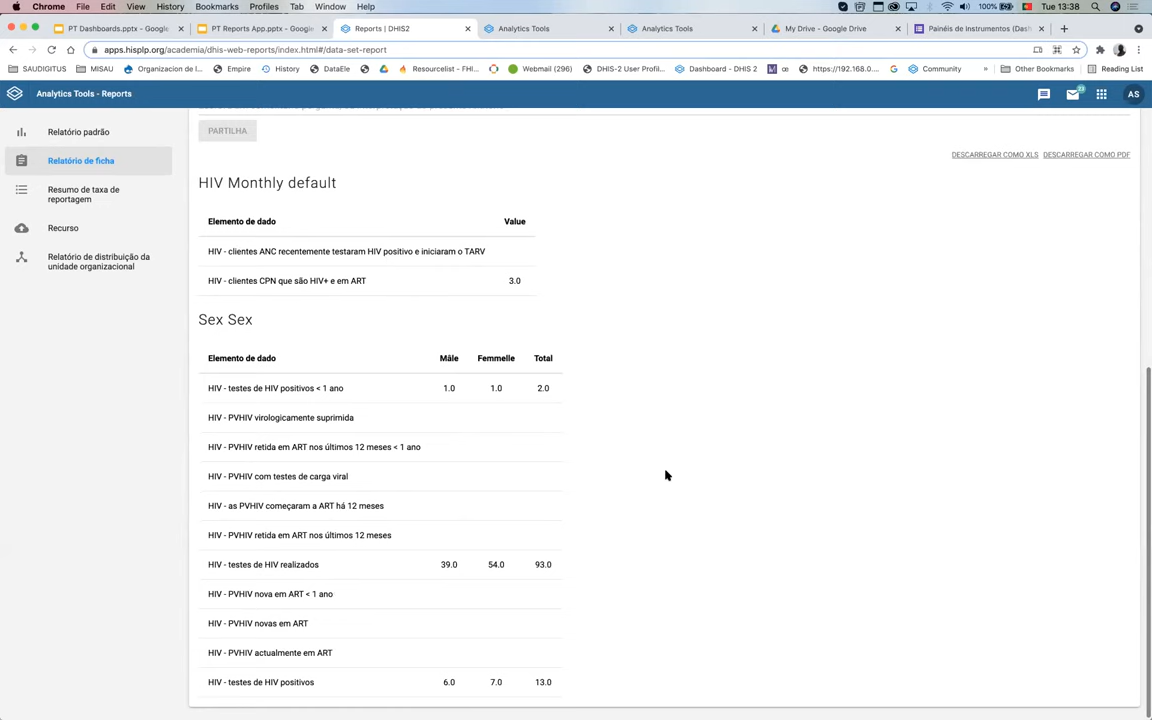 Chrome File Edit View History Bookmarks Profiles Tab Window Help 100% Tue 13:38
PT Dashboards.pptx - Google PT Reports App.pptx - Google Reports | DHIS2 Analytics Tools Analytics Tools My Drive - Google Drive Painéis de Instrumentos (Dash
apps.hisplp.org/academia/dhis-web-reports/index.html#/data-set-report
SAUDIGITUS MISAU Organizacion de I... Empire History DataEle Resourcelist - FHI... Webmail (296) DHIS-2 User Profil... Dashboard - DHIS 2 https://192.168.0... Community » Other Bookmarks Reading List
Analytics Tools - Reports AS
Relatório padrão
Relatório de ficha
Resumo de taxa de
reportagem
Recurso
Relatório de distribuição da
unidade organizacional
PARTILHA
DESCARREGAR COMO XLS DESCARREGAR COMO PDF
HIV Monthly default
Elemento de dado Value
HIV - clientes ANC recentemente testaram HIV positivo e iniciaram o TARV
HIV - clientes CPN que são HIV+ e em ART 3.0
Sex Sex
Elemento de dado Mâle Femmelle Total
HIV - testes de HIV positivos < 1 ano 1.0 1.0 2.0
HIV - PVHIV virologicamente suprimida
HIV - PVHIV retida em ART nos últimos 12 meses < 1 ano
HIV - PVHIV com testes de carga viral
HIV - as PVHIV começaram a ART há 12 meses
HIV - PVHIV retida em ART nos últimos 12 meses
HIV - testes de HIV realizados 39.0 54.0 93.0
HIV - PVHIV nova em ART < 1 ano
HIV - PVHIV novas em ART
HIV - PVHIV actualmente em ART
HIV - testes de HIV positivos 6.0 7.0 13.0